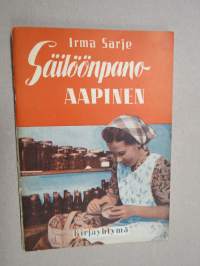 Irma Sarje
Säilöönpano-
AAPINEN
Kirjayhtymä